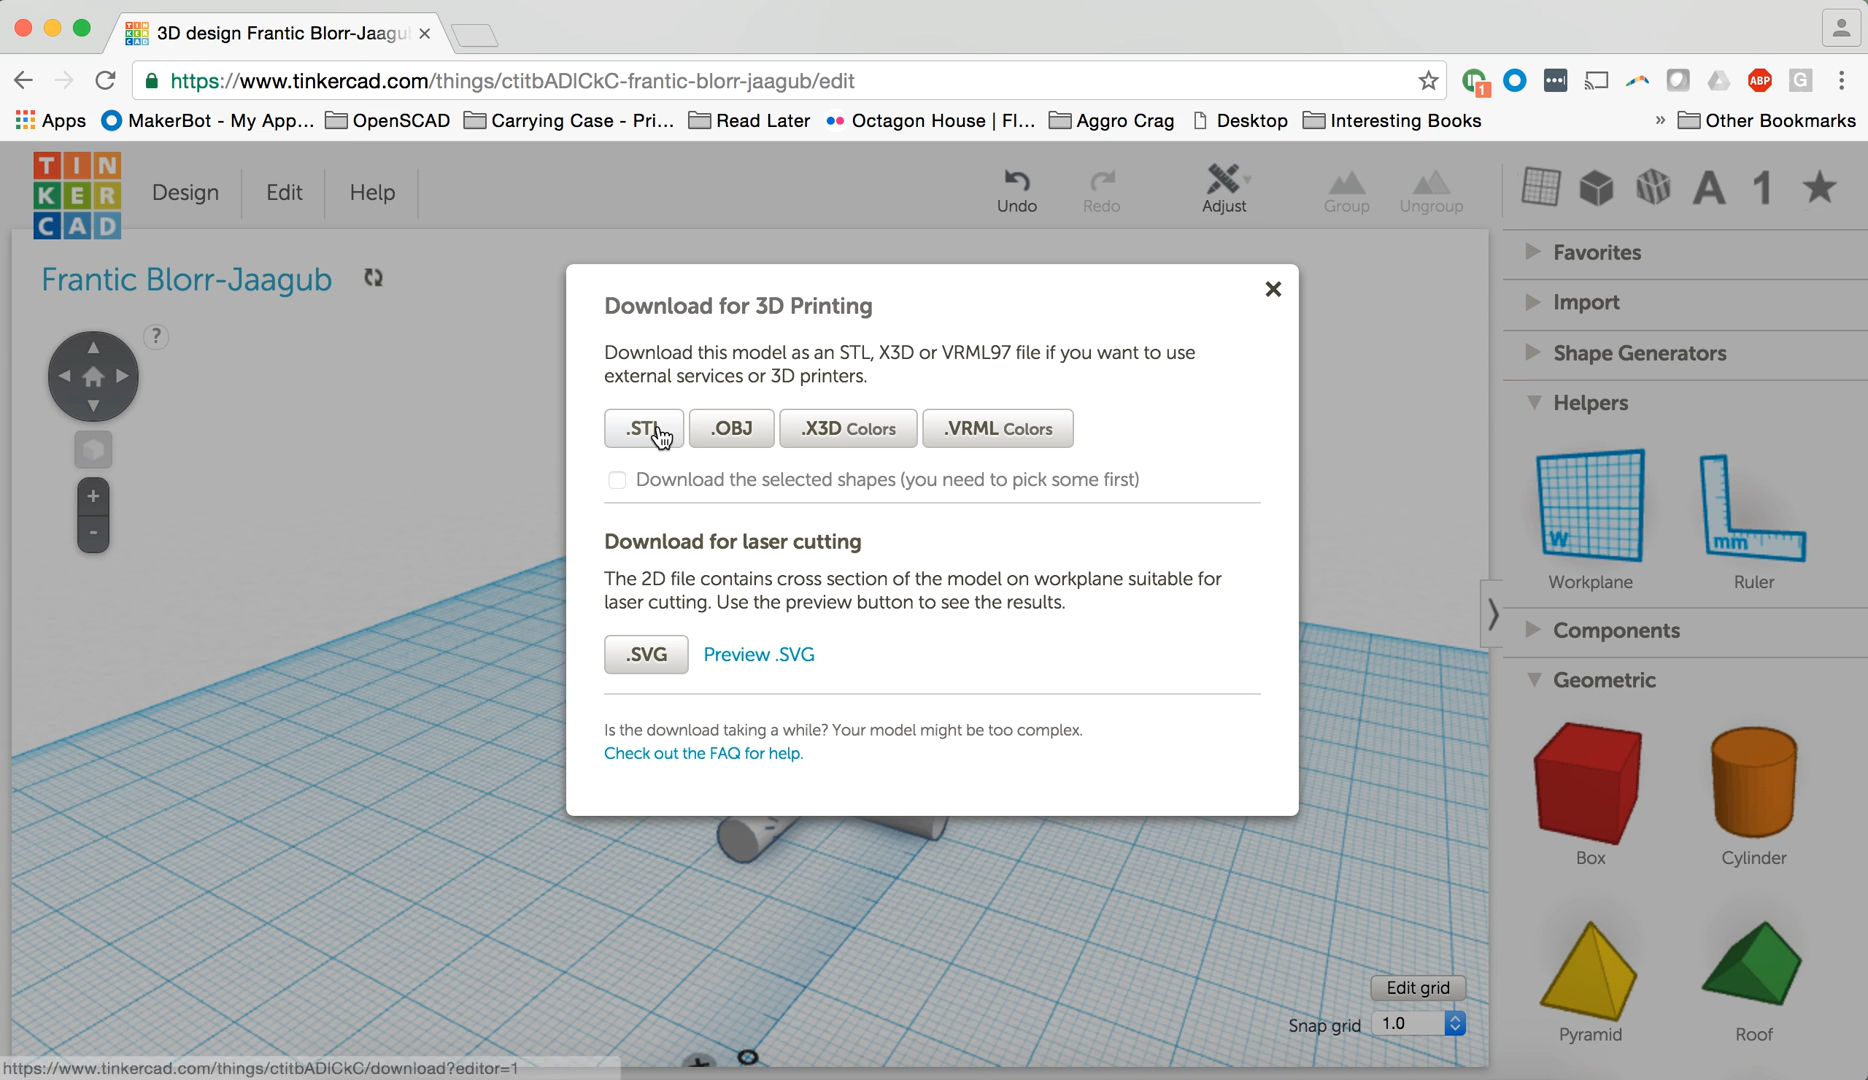 3D design Frantic Blorr-Jaagu
https://www.tinkercad.com/things/ctitbADICkC-frantic-blorr-jaagub/edit
1
ABP
G
Apps
MakerBot - My App...
OpenSCAD
Carrying Case - Pri...
Read Later
Octagon House | Fl...
Aggro Crag
Desktop
Interesting Books
»
Other Bookmarks
TIN
KER
CAD
Design
Edit
Help
Undo
Redo
Adjust
Group
Ungroup
A
1
Frantic Blorr-Jaagub
?
+
-
Download for 3D Printing
Download this model as an STL, X3D or VRML97 file if you want to use
external services or 3D printers.
.STL
.OBJ
.X3D Colors
.VRML Colors
Download the selected shapes (you need to pick some first)
Download for laser cutting
The 2D file contains cross section of the model on workplane suitable for
laser cutting. Use the preview button to see the results.
.SVG
Preview .SVG
Is the download taking a while? Your model might be too complex.
Check out the FAQ for help.
Favorites
Import
Shape Generators
Helpers
W
mm
Workplane
Ruler
Components
Geometric
Box
Cylinder
Pyramid
Roof
Edit grid
Snap grid
1.0
https://www.tinkercad.com/things/ctitbADICkC/download?editor=1